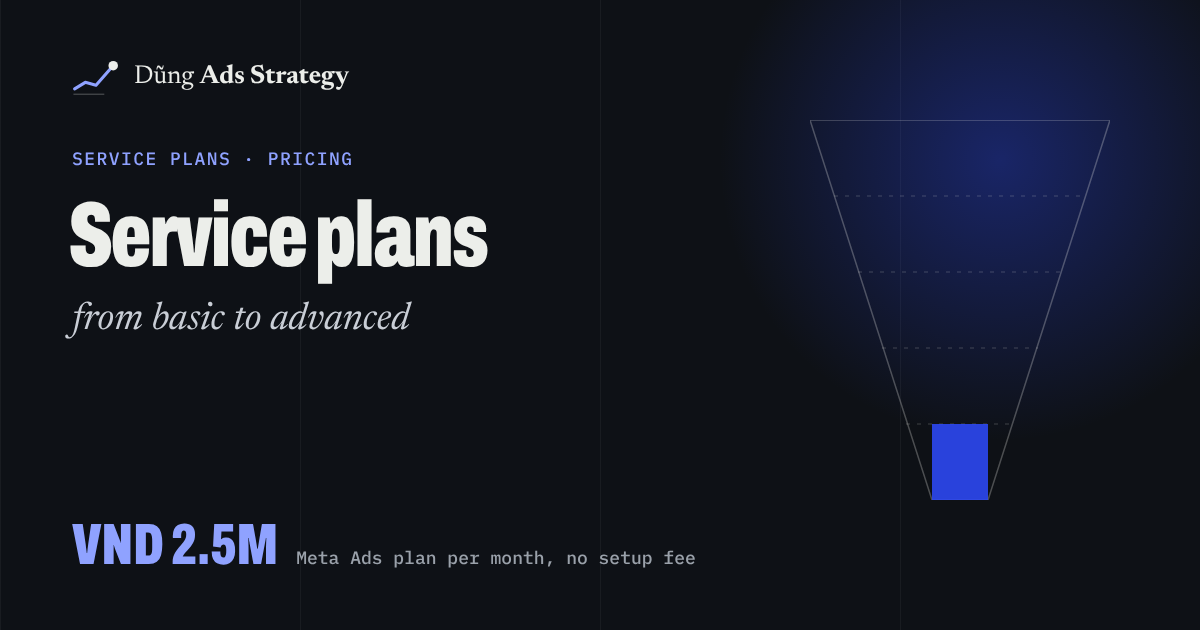 Dũng Ads Strategy
SERVICE PLANS · PRICING
Service plans
from basic to advanced
VND 2.5M Meta Ads plan per month, no setup fee